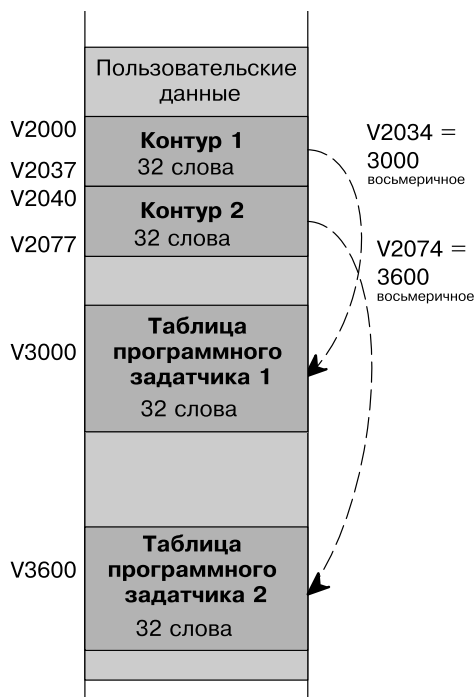 Пользовательские
данные
V2000
Контур 1
V2037
32 слова
V2034 =
3000
восьмеричное
V2040
Контур 2
V2077
32 слова
V2074 =
3600
восьмеричное
V3000
Таблица
программного
задатчика 1
32 слова
V3600
Таблица
программного
задатчика 2
32 слова